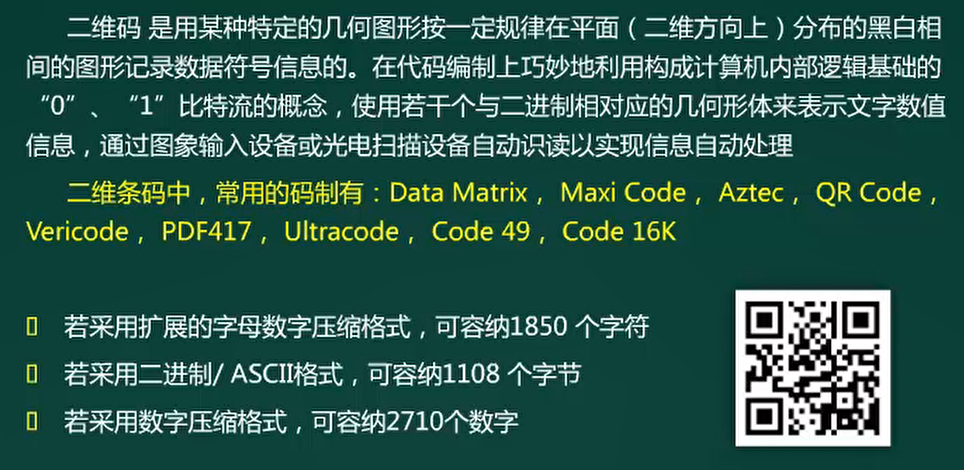 二维码 是用某种特定的几何图形按一定规律在平面（二维方向上）分布的黑白相
间的图形记录数据符号信息的。在代码编制上巧妙地利用构成计算机内部逻辑基础的
“0”、“1”比特流的概念，使用若干个与二进制相对应的几何形体来表示文字数值
信息，通过图象输入设备或光电扫描设备自动识读以实现信息自动处理
二维条码中，常用的码制有：Data Matrix， Maxi Code， Aztec， QR Code，
Vericode， PDF417， Ultracode， Code 49， Code 16K
若采用扩展的字母数字压缩格式，可容纳1850 个字符
若采用二进制/ ASCII格式，可容纳1108 个字节
若采用数字压缩格式，可容纳2710个数字